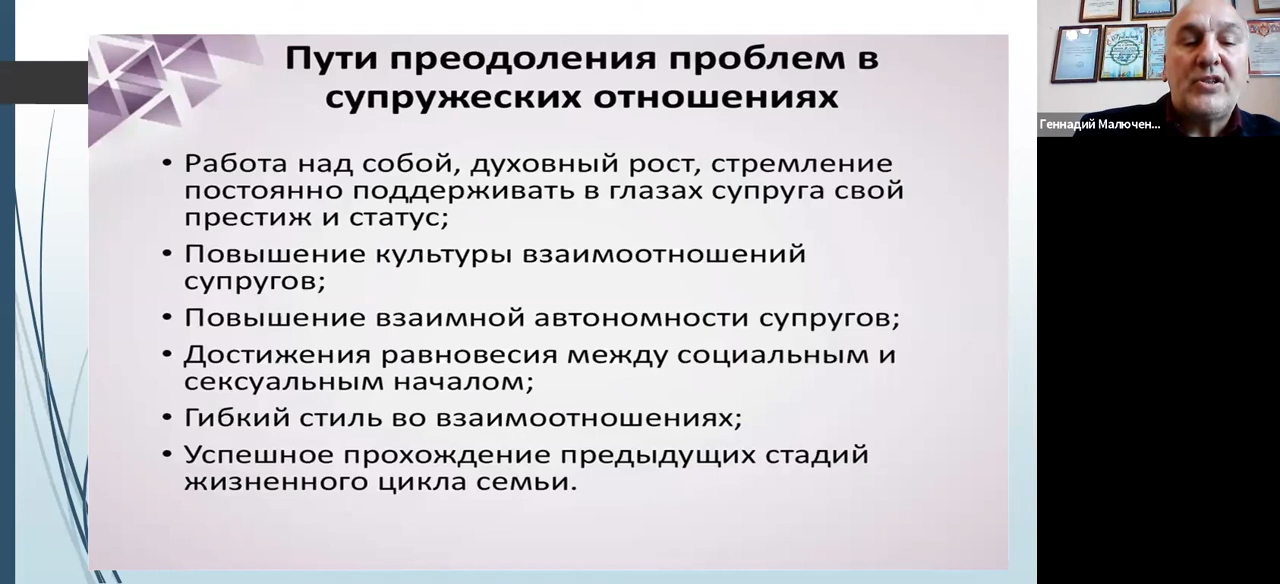 Пути преодоления проблем в
супружеских отношениях
• Работа над собой, духовный рост, стремление
постоянно поддерживать в глазах супруга свой
престиж и статус;
• Повышение культуры взаимоотношений
супругов;
• Повышение взаимной автономности супругов;
• Достижения равновесия между социальным и
сексуальным началом;
• Гибкий стиль во взаимоотношениях;
• Успешное прохождение предыдущих стадий
жизненного цикла семьи.
Геннадий Малючен...